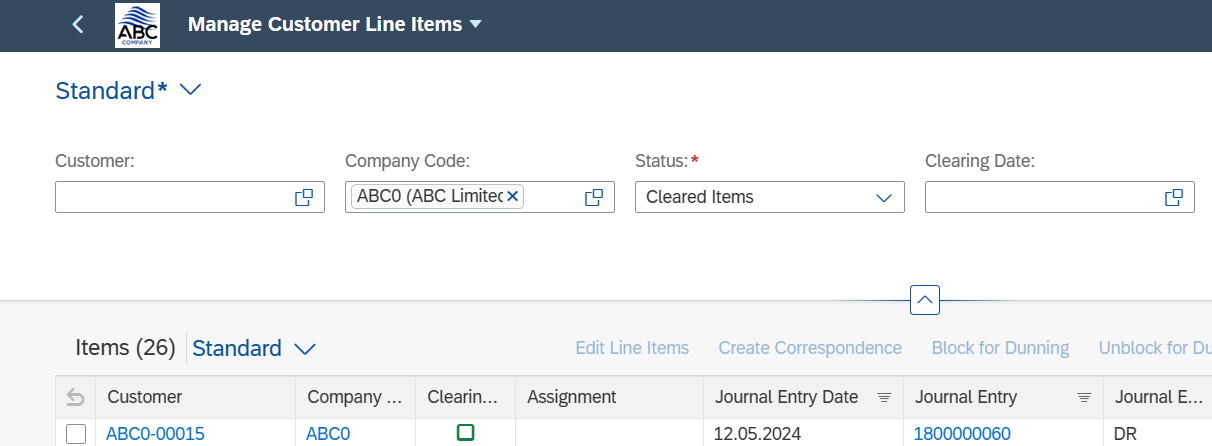 ABC
COMPANY
Manage Customer Line Items
Standard*
Customer: Company Code: Status:* Clearing Date:
ABC0 (ABC Limited Cleared Items
Items (26) Standard Edit Line Items Create Correspondence Block for Dunning Unblock for Du
Customer Company ... Clearin... Assignment Journal Entry Date Journal Entry Journal E...
ABC0-00015 ABC0 12.05.2024 1800000060 DR